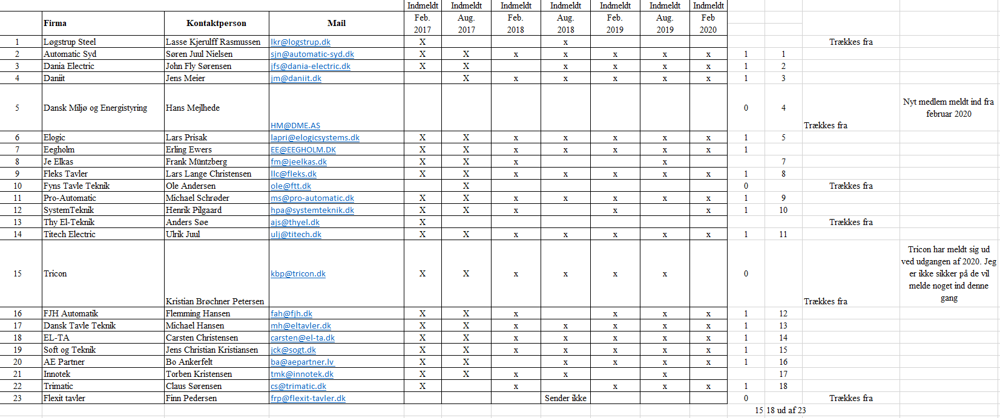 Indmeldt Indmeldt Indmeldt Indmeldt Indmeldt Indmeldt Indmeldt
Firma Kontaktperson Mail Feb. 2017 Aug. 2017 Feb. 2018 Aug. 2018 Feb. 2019 Aug. 2019 Feb 2020
1 Løgstrup Steel Lasse Kjerulff Rasmussen lkr@logstrup.dk X x Trækkes fra
2 Automatic Syd Søren Juul Nielsen sjn@automatic-syd.dk X X x x x x x 1 1
3 Dania Electric John Fly Sørensen jfs@dania-electric.dk X X x x x x 1 2
4 Daniit Jens Meier jm@daniit.dk X x x x x x 1 3
5 Dansk Miljø og Energistyring Hans Mejlhede HM@DME.AS 0 4 Trækkes fra Nyt medlem meldt ind fra februar 2020
6 Elogic Lars Prisak lapri@elogicsystems.dk X X x x x x x 1 5
7 Eegholm Erling Ewers EE@EEGHOLM.DK X X x x x x x 1
8 Je Elkas Frank Müntzberg fm@jeelkas.dk X X x x 7
9 Fleks Tavler Lars Lange Christensen llc@fleks.dk X X x x x x x 1 8
10 Fyns Tavle Teknik Ole Andersen ole@ftt.dk X 0 Trækkes fra
11 Pro-Automatic Michael Schrøder ms@pro-automatic.dk X X x x x x x 1 9
12 SystemTeknik Henrik Pilgaard hpa@systemteknik.dk X X x x x 1 10
13 Thy El-Teknik Anders Søe ajs@thyel.dk X Trækkes fra
14 Titech Electric Ulrik Juul ulj@titech.dk X X x x x x x 1 11
15 Tricon Kristian Brøchner Petersen kbp@tricon.dk X X x x x x 0 Trækkes fra Tricon har meldt sig ud ved udgangen af 2020. Jeg er ikke sikker på de vil melde noget ind denne gang
16 FJH Automatik Flemming Hansen fah@fjh.dk X X x x x x 1 12
17 Dansk Tavle Teknik Michael Hansen mh@eltavler.dk X X x x x x x 1 13
18 EL-TA Carsten Christensen carsten@el-ta.dk X X x x x x x 1 14
19 Soft og Teknik Jens Christian Kristiansen jck@sogt.dk X X x x x x x 1 15
20 AE Partner Bo Ankerfelt ba@aepartner.lv X X x x x x 1 16
21 Innotek Torben Kristensen tmk@innotek.dk X X x x x 17
22 Trimatic Claus Sørensen cs@trimatic.dk X x x x x 1 18
23 Flexit tavler Finn Pedersen frp@flexit-tavler.dk Sender ikke 0 Trækkes fra
15 18 ud af 23